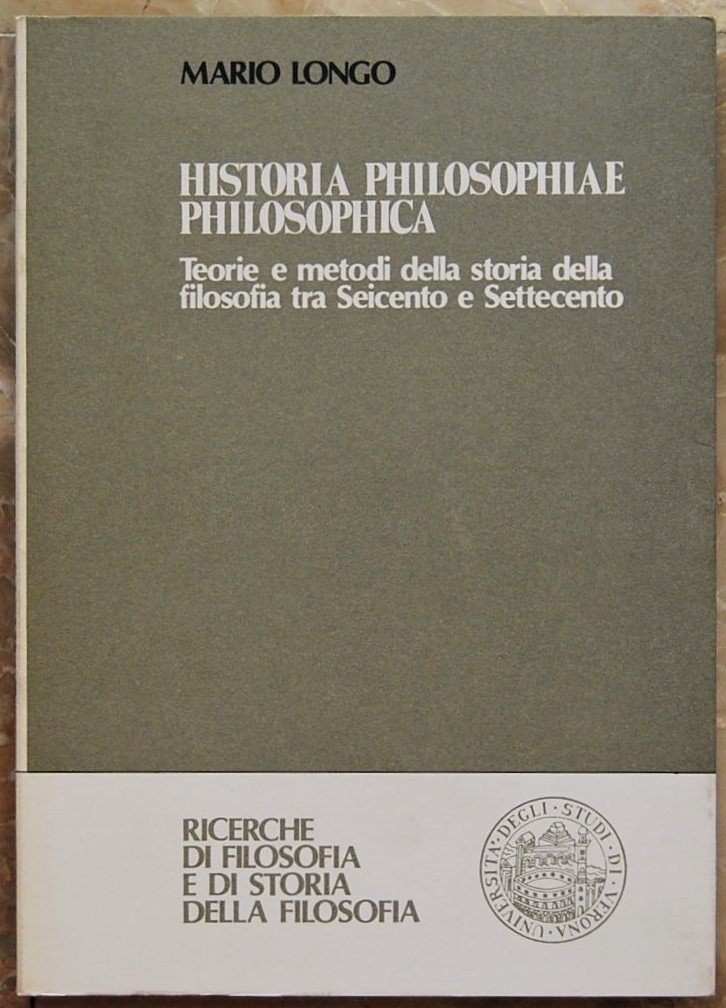 MARIO LONGO
HISTORIA PHILOSOPHIAE
PHILOSOPHICA
Teorie e metodi della storia della
filosofia tra Seicento e Settecento
RICERCHE
DI FILOSOFIA
E DI STORIA
DELLA FILOSOFIA
UNIVERSITA' · DEGLI · STUDI · DI · VERONA ·